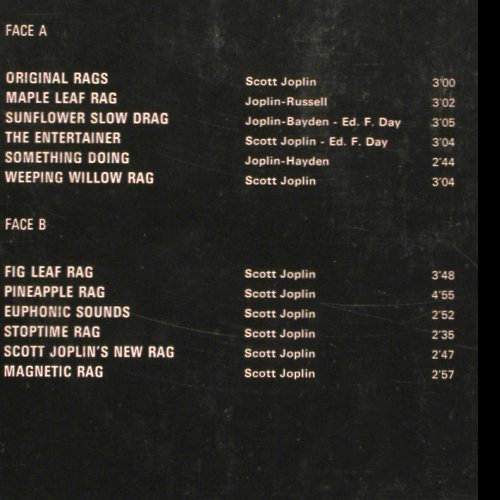 FACE A
ORIGINAL RAGS Scott Joplin 3'00
MAPLE LEAF RAG Joplin-Russell 3'02
SUNFLOWER SLOW DRAG Joplin-Bayden - Ed. F. Day 3'05
THE ENTERTAINER Scott Joplin - Ed. F. Day 3'04
SOMETHING DOING Joplin-Hayden 2'44
WEEPING WILLOW RAG Scott Joplin 3'04
FACE B
FIG LEAF RAG Scott Joplin 3'48
PINEAPPLE RAG Scott Joplin 4'55
EUPHONIC SOUNDS Scott Joplin 2'52
STOPTIME RAG Scott Joplin 2'35
SCOTT JOPLIN'S NEW RAG Scott Joplin 2'47
MAGNETIC RAG Scott Joplin 2'57